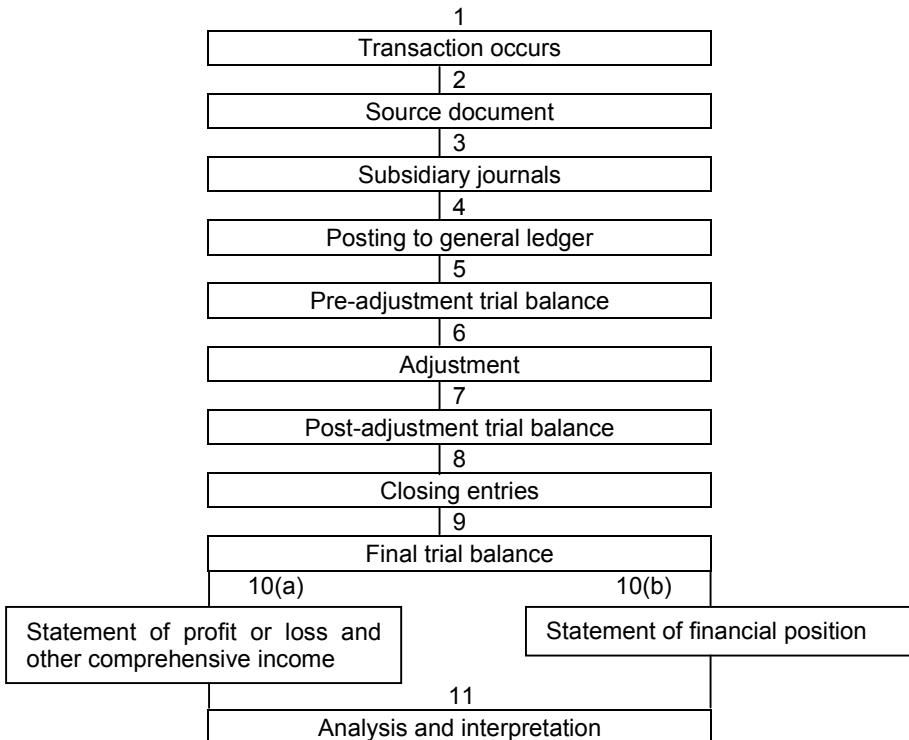 1
Transaction occurs
2
Source document
3
Subsidiary journals
4
Posting to general ledger
5
Pre-adjustment trial balance
6
Adjustment
7
Post-adjustment trial balance
8
Closing entries
9
Final trial balance
10(a)
10(b)
Statement of profit or loss and
other comprehensive income
Statement of financial position
11
Analysis and interpretation